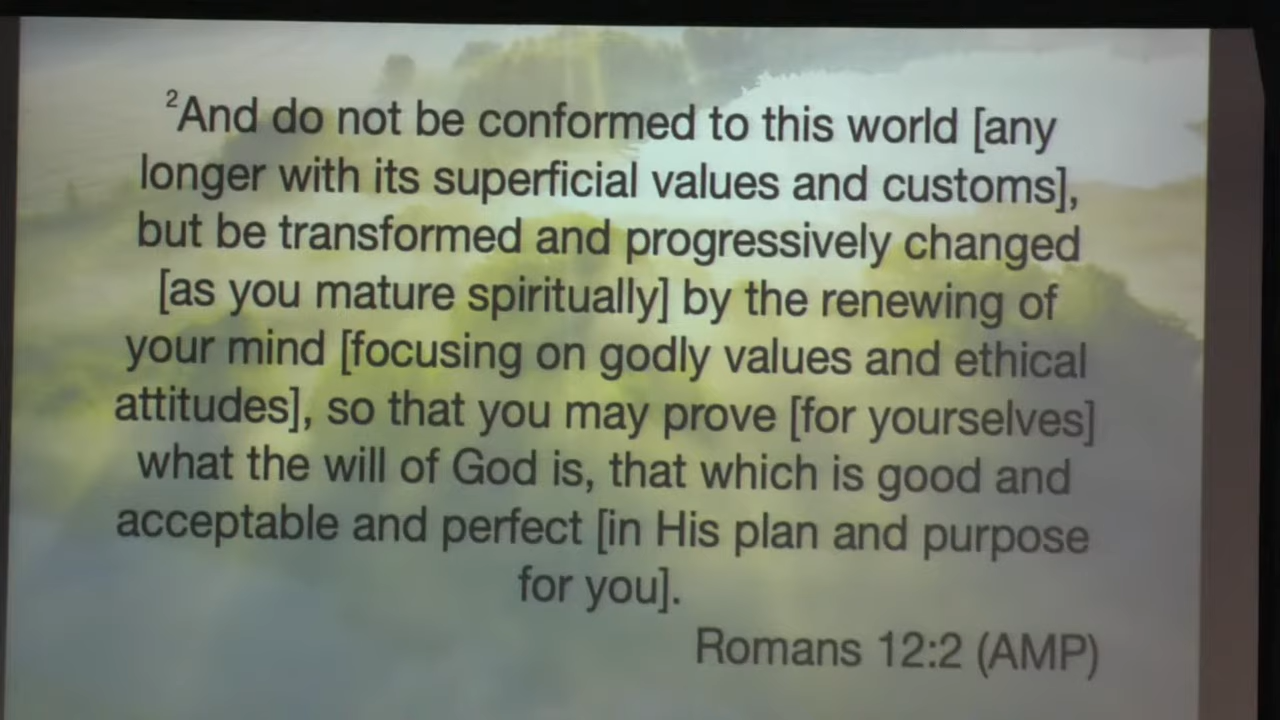 ²And do not be conformed to this world [any
longer with its superficial values and customs],
but be transformed and progressively changed
[as you mature spiritually] by the renewing of
your mind [focusing on godly values and ethical
attitudes], so that you may prove [for yourselves]
what the will of God is, that which is good and
acceptable and perfect [in His plan and purpose
for you].
Romans 12:2 (AMP)